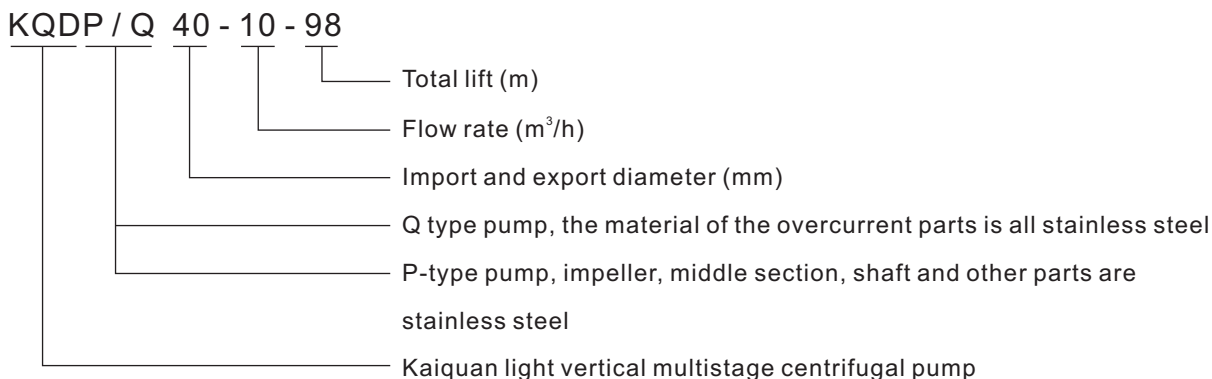 KQDP / Q 40 - 10 - 98
Total lift (m)
Flow rate (m³/h)
Import and export diameter (mm)
Q type pump, the material of the overcurrent parts is all stainless steel
P-type pump, impeller, middle section, shaft and other parts are
stainless steel
Kaiquan light vertical multistage centrifugal pump